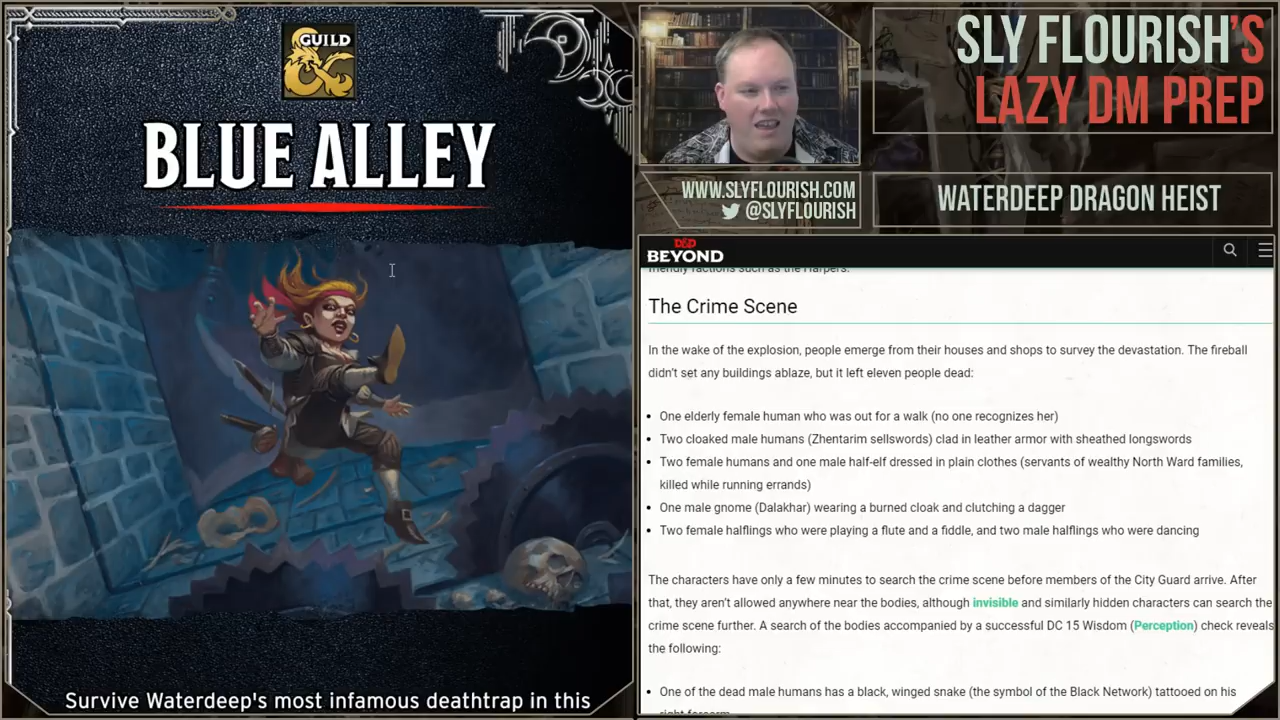 GUILD
BLUE ALLEY
Survive Waterdeep's most infamous deathtrap in this
SLY FLOURISH'S
LAZY DM PREP
WWW.SLYFLOURISH.COM
@SLYFLOURISH
WATERDEEP DRAGON HEIST
D&D
BEYOND
friendly factions such as the Harpers.
The Crime Scene
In the wake of the explosion, people emerge from their houses and shops to survey the devastation. The fireball
didn't set any buildings ablaze, but it left eleven people dead:
One elderly female human who was out for a walk (no one recognizes her)
Two cloaked male humans (Zhentarim sellswords) clad in leather armor with sheathed longswords
Two female humans and one male half-elf dressed in plain clothes (servants of wealthy North Ward families,
killed while running errands)
One male gnome (Dalakhar) wearing a burned cloak and clutching a dagger
Two female halflings who were playing a flute and a fiddle, and two male halflings who were dancing
The characters have only a few minutes to search the crime scene before members of the City Guard arrive. After
that, they aren't allowed anywhere near the bodies, although invisible and similarly hidden characters can search the
crime scene further. A search of the bodies accompanied by a successful DC 15 Wisdom (Perception) check reveals
the following:
One of the dead male humans has a black, winged snake (the symbol of the Black Network) tattooed on his
right forearm.